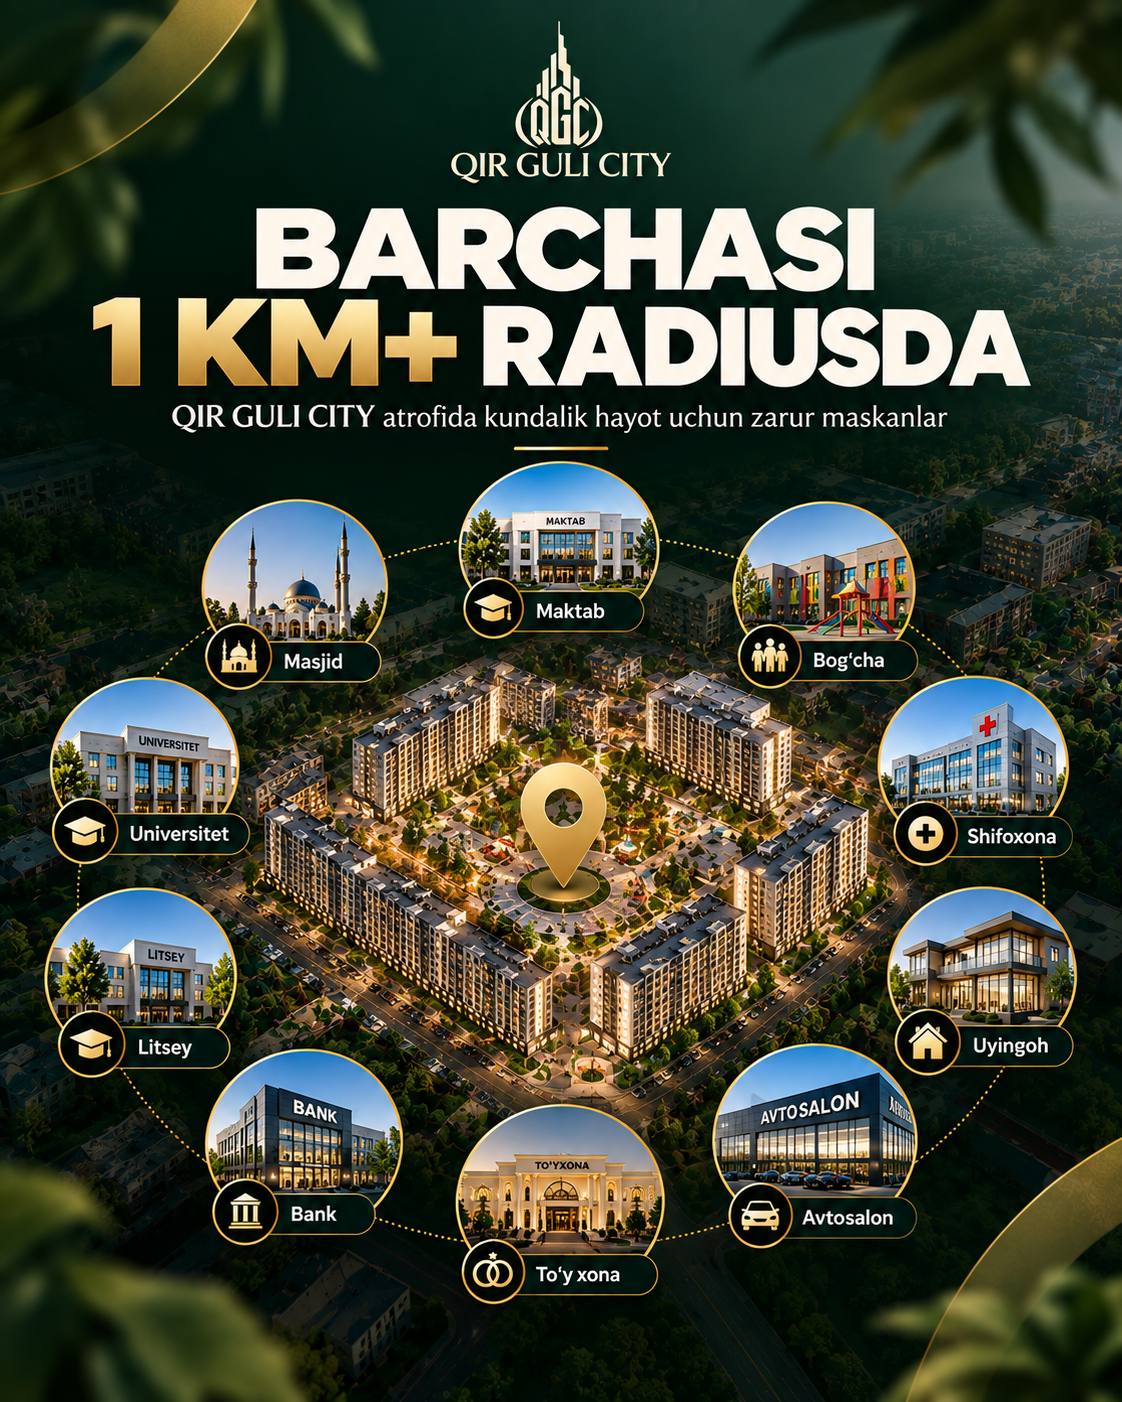 QGC
QIR GULI CITY
BARCHASI
1 KM+ RADIUSDA
QIR GULI CITY atrofida kundalik hayot uchun zarur maskanlar
MAKTAB
Maktab
Masjid
Bog‘cha
UNIVERSITET
Universitet
Shifoxona
LITSEY
Litsey
Uyingoh
BANK
Bank
AVTOSALON
Avtosalon
TO'YXONA
To‘y xona